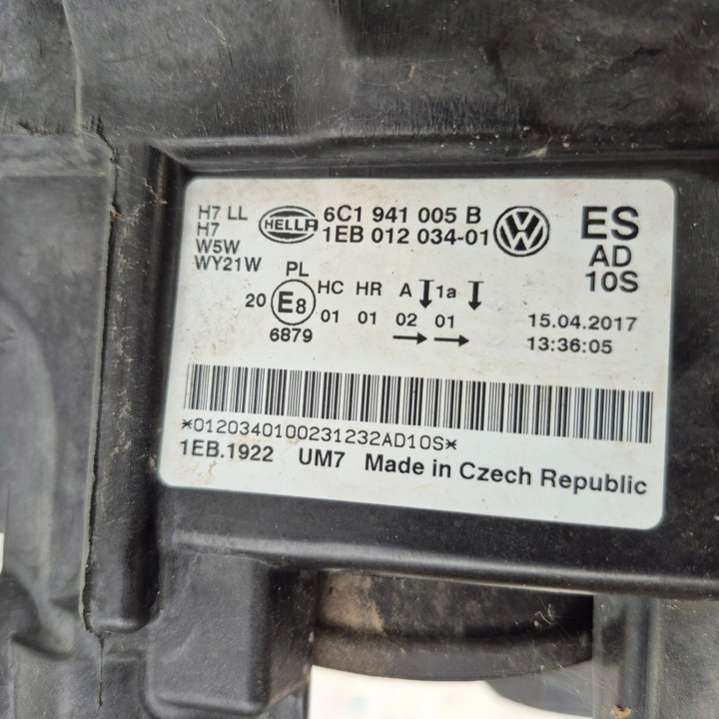 H7 LL
H7
W5W
WY21W
HELLA
6C1 941 005 B
1EB 012 034-01
ES
AD
10S
PL
20 E8
6879
HC HR A 1a
01 01 02 01
15.04.2017
13:36:05
*0120340100231232AD10S*
1EB.1922 UM7 Made in Czech Republic